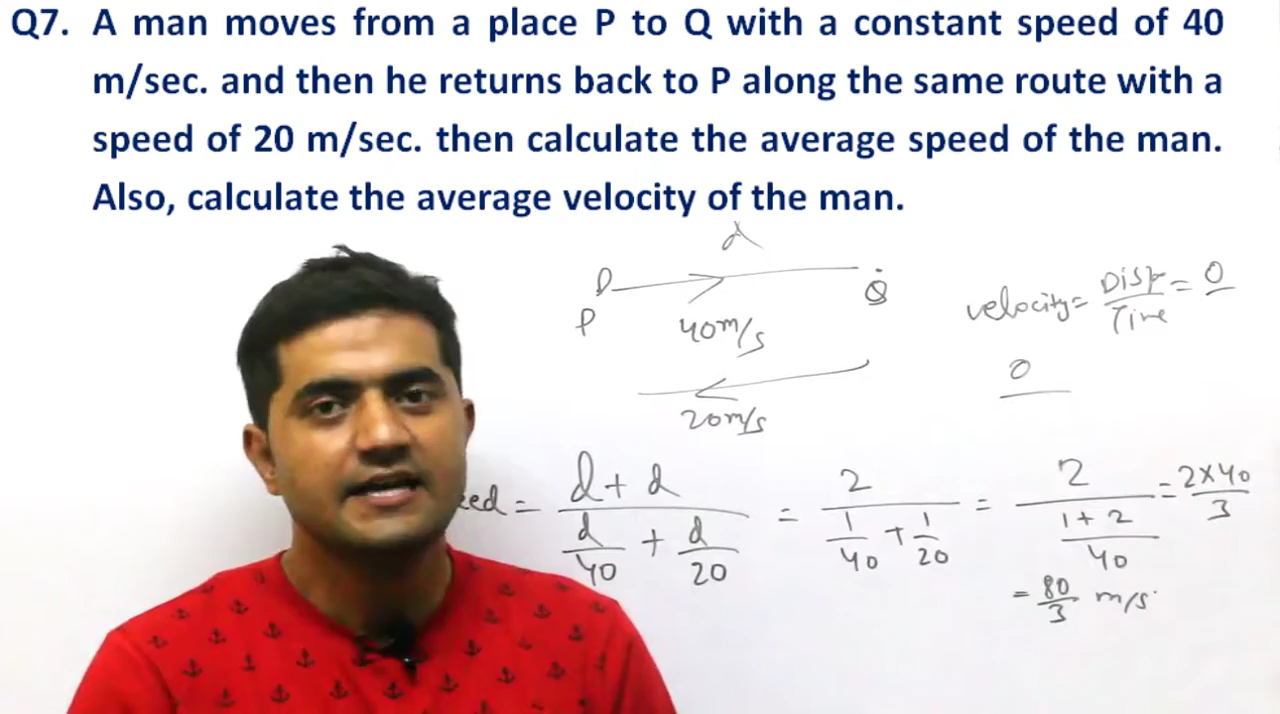 Q7. A man moves from a place P to Q with a constant speed of 40
m/sec. and then he returns back to P along the same route with a
speed of 20 m/sec. then calculate the average speed of the man.
Also, calculate the average velocity of the man.
d
P
Q
P
40m/s
velocity = Disp/Time = 0
0
20m/s
eed = (d + d)/(d/40 + d/20) = 2/(1/40 + 1/20) = 2/((1+2)/40) = (2×40)/3
= 80/3 m/s